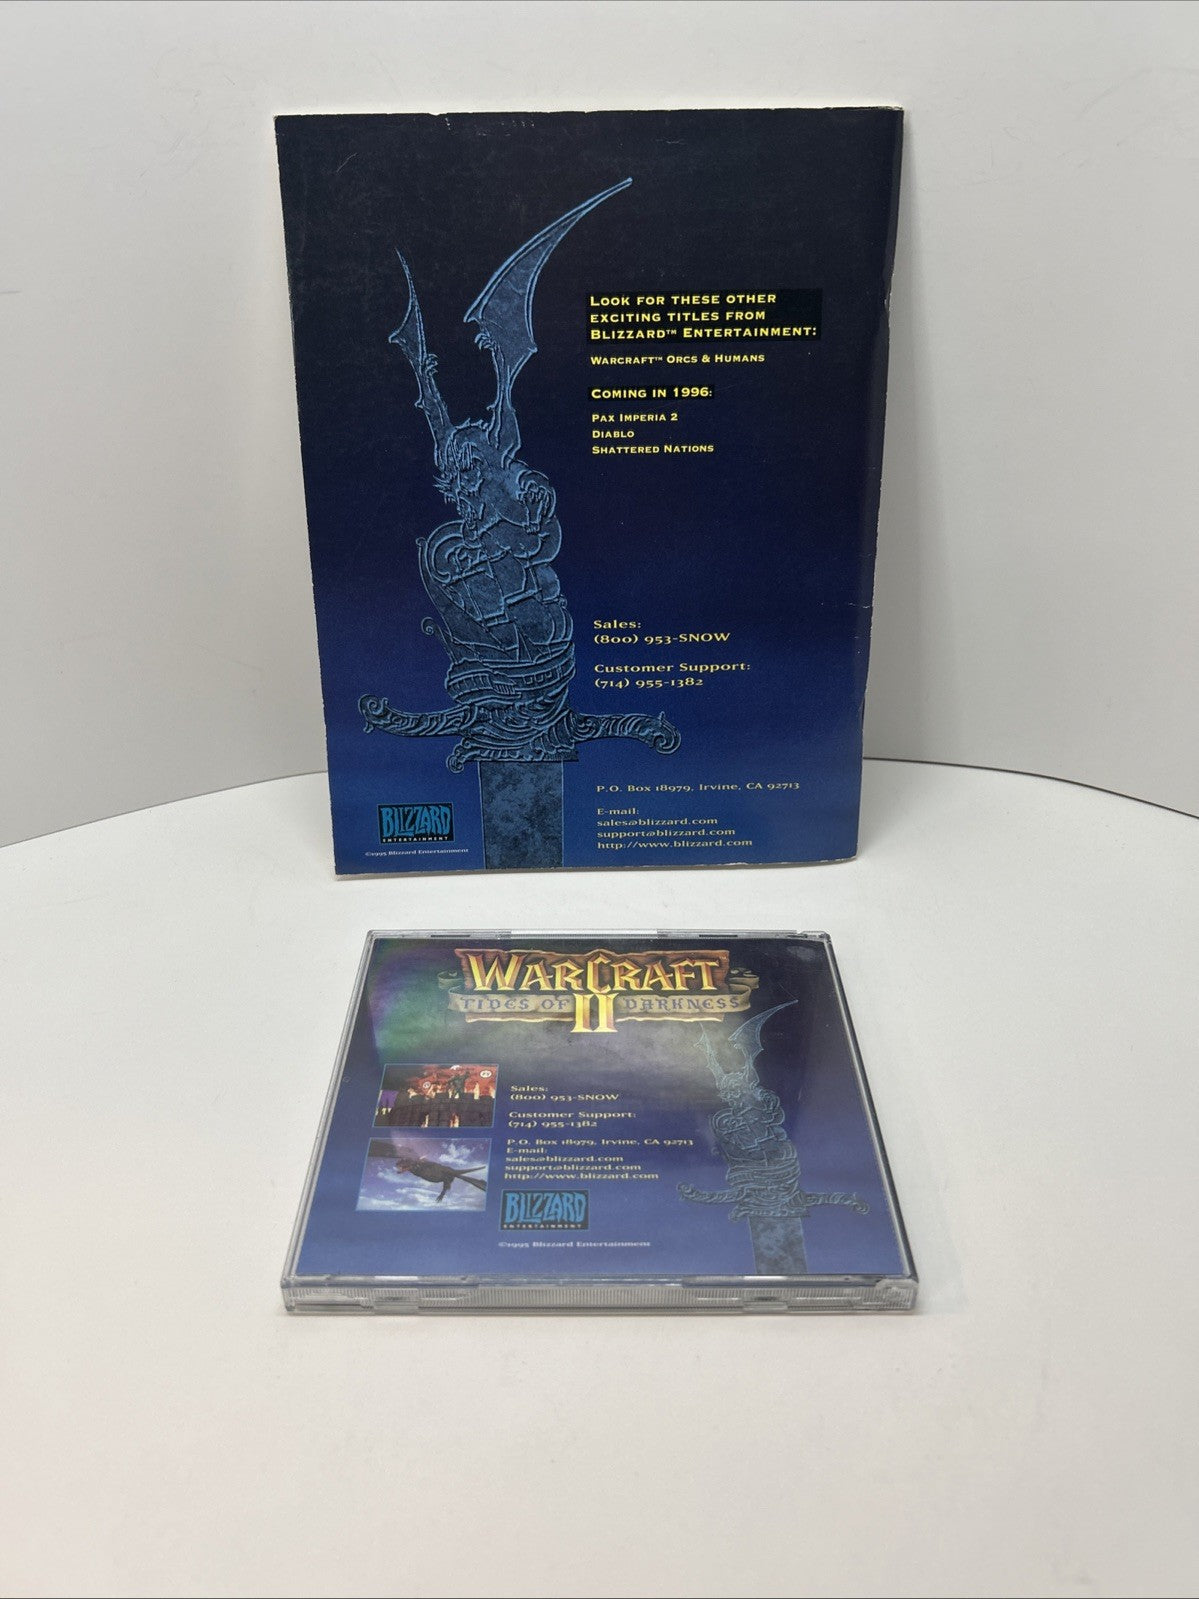 LOOK FOR THESE OTHER
EXCITING TITLES FROM
BLIZZARD™ ENTERTAINMENT:
WARCRAFT™ ORCS & HUMANS
COMING IN 1996:
PAX IMPERIA 2
DIABLO
SHATTERED NATIONS
Sales:
(800) 953-SNOW
Customer Support:
(714) 955-1382
P.O. Box 18979, Irvine, CA 92713
E-mail:
sales@blizzard.com
support@blizzard.com
http://www.blizzard.com
BLIZZARD
ENTERTAINMENT
©1995 Blizzard Entertainment
WARCRAFT
TIDES OF II DARKNESS
Sales:
(800) 953-SNOW
Customer Support:
(714) 955-1382
P.O. Box 18979, Irvine, CA 92713
E-mail:
sales@blizzard.com
support@blizzard.com
http://www.blizzard.com
BLIZZARD
ENTERTAINMENT
©1995 Blizzard Entertainment